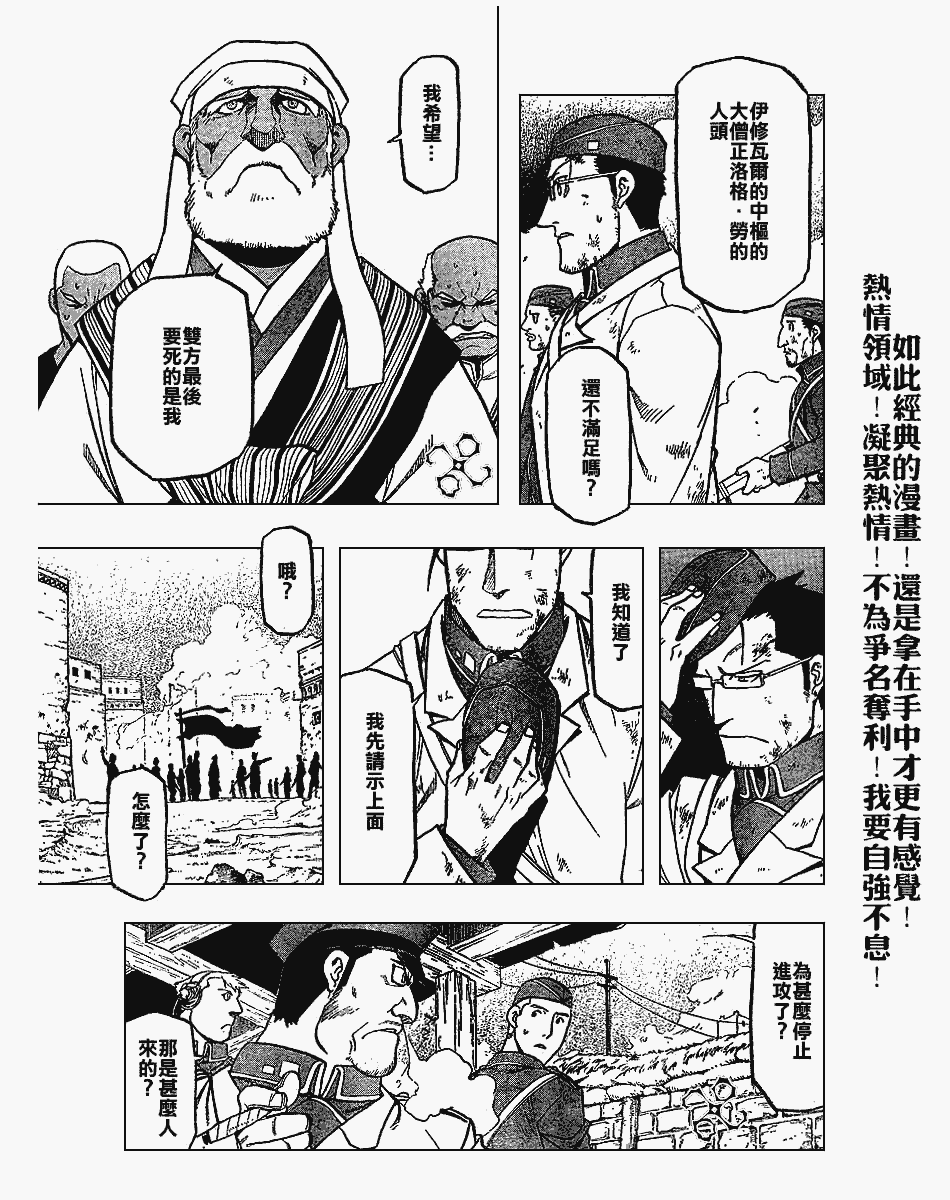 伊修瓦爾的中樞的
大僧正洛格·勞的
人頭
還不滿足嗎?
我希望…
雙方最後
要死的是我
我知道了
我先請示上面
哦?
怎麼了?
為甚麼停止
進攻了?
那是甚麼人
來的?
如此經典的漫畫!還是拿在手中才更有感覺!
熱情領域!凝聚熱情!不為爭名奪利!我要自強不息!